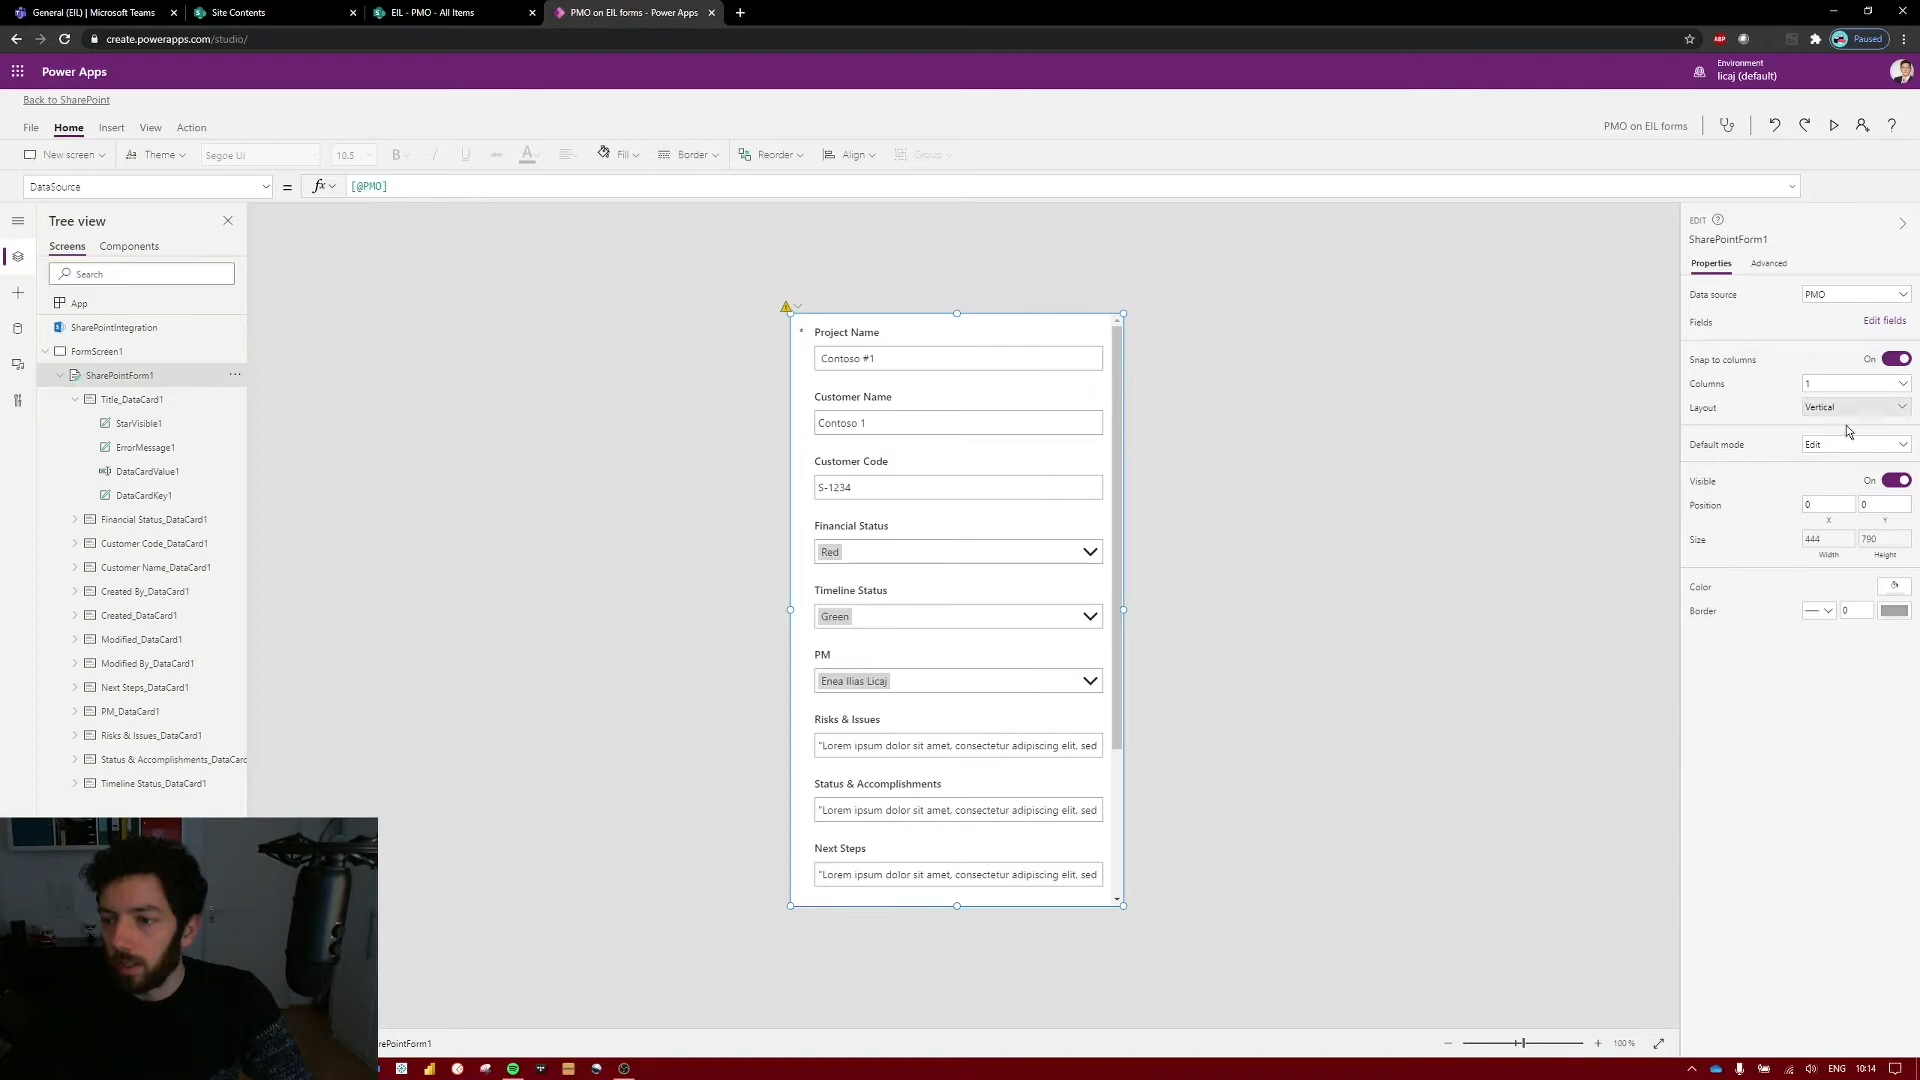 General (EIL) | Microsoft Teams
Site Contents
EIL - PMO - All Items
PMO on EIL forms - Power Apps
create.powerapps.com/studio/
ABP
Paused
Power Apps
Environment
licaj (default)
Back to SharePoint
File Home Insert View Action
PMO on EIL forms
New screen Theme Segoe UI 10.5 B Fill Border Reorder Align Group
DataSource = fx [@PMO]
Tree view
Screens Components
Search
App
SharePointIntegration
FormScreen1
SharePointForm1
Title_DataCard1
StarVisible1
ErrorMessage1
DataCardValue1
DataCardKey1
Financial Status_DataCard1
Customer Code_DataCard1
Customer Name_DataCard1
Created By_DataCard1
Created_DataCard1
Modified_DataCard1
Modified By_DataCard1
Next Steps_DataCard1
PM_DataCard1
Risks & Issues_DataCard1
Status & Accomplishments_DataCard
Timeline Status_DataCard1
* Project Name
Contoso #1
Customer Name
Contoso 1
Customer Code
S-1234
Financial Status
Red
Timeline Status
Green
PM
Enea Ilias Licaj
Risks & Issues
"Lorem ipsum dolor sit amet, consectetur adipiscing elit, sed
Status & Accomplishments
"Lorem ipsum dolor sit amet, consectetur adipiscing elit, sed
Next Steps
"Lorem ipsum dolor sit amet, consectetur adipiscing elit, sed
EDIT
SharePointForm1
Properties Advanced
Data source PMO
Fields Edit fields
Snap to columns On
Columns 1
Layout Vertical
Default mode Edit
Visible On
Position 0 0
X Y
Size 444 790
Width Height
Color
Border 0
rePointForm1
100 %
ENG 10:14